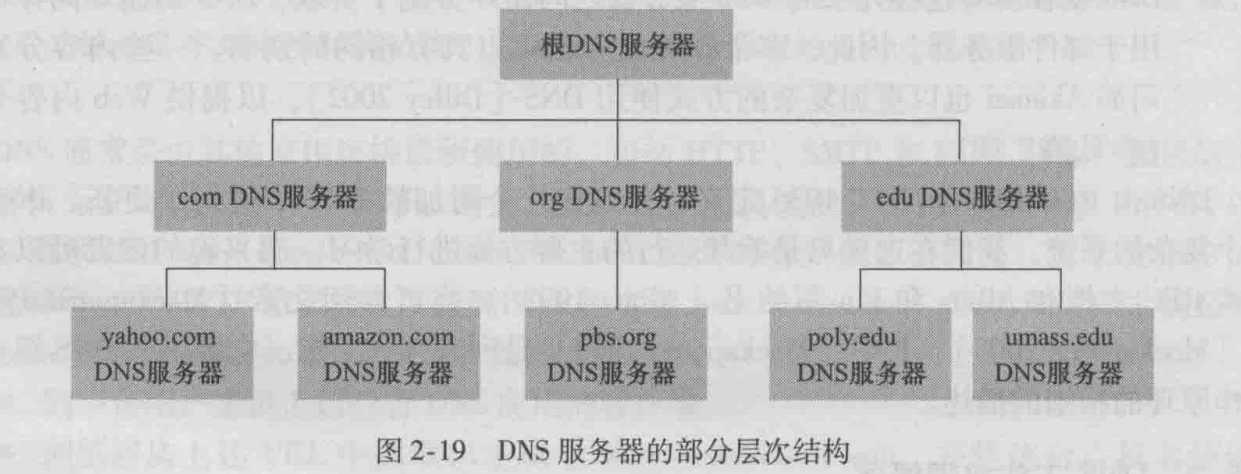 根DNS服务器
com DNS服务器
org DNS服务器
edu DNS服务器
yahoo.com
DNS服务器
amazon.com
DNS服务器
pbs.org
DNS服务器
poly.edu
DNS服务器
umass.edu
DNS服务器
图 2-19 DNS 服务器的部分层次结构